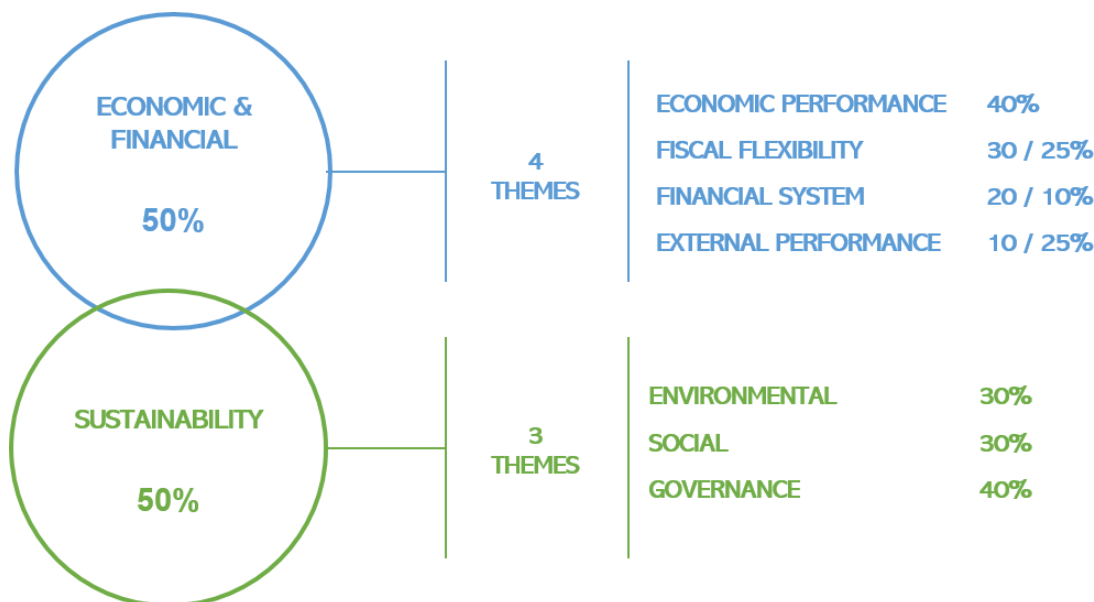 ECONOMIC &
FINANCIAL
50%
4
THEMES
ECONOMIC PERFORMANCE 40%
FISCAL FLEXIBILITY 30 / 25%
FINANCIAL SYSTEM 20 / 10%
EXTERNAL PERFORMANCE 10 / 25%
SUSTAINABILITY
50%
3
THEMES
ENVIRONMENTAL 30%
SOCIAL 30%
GOVERNANCE 40%